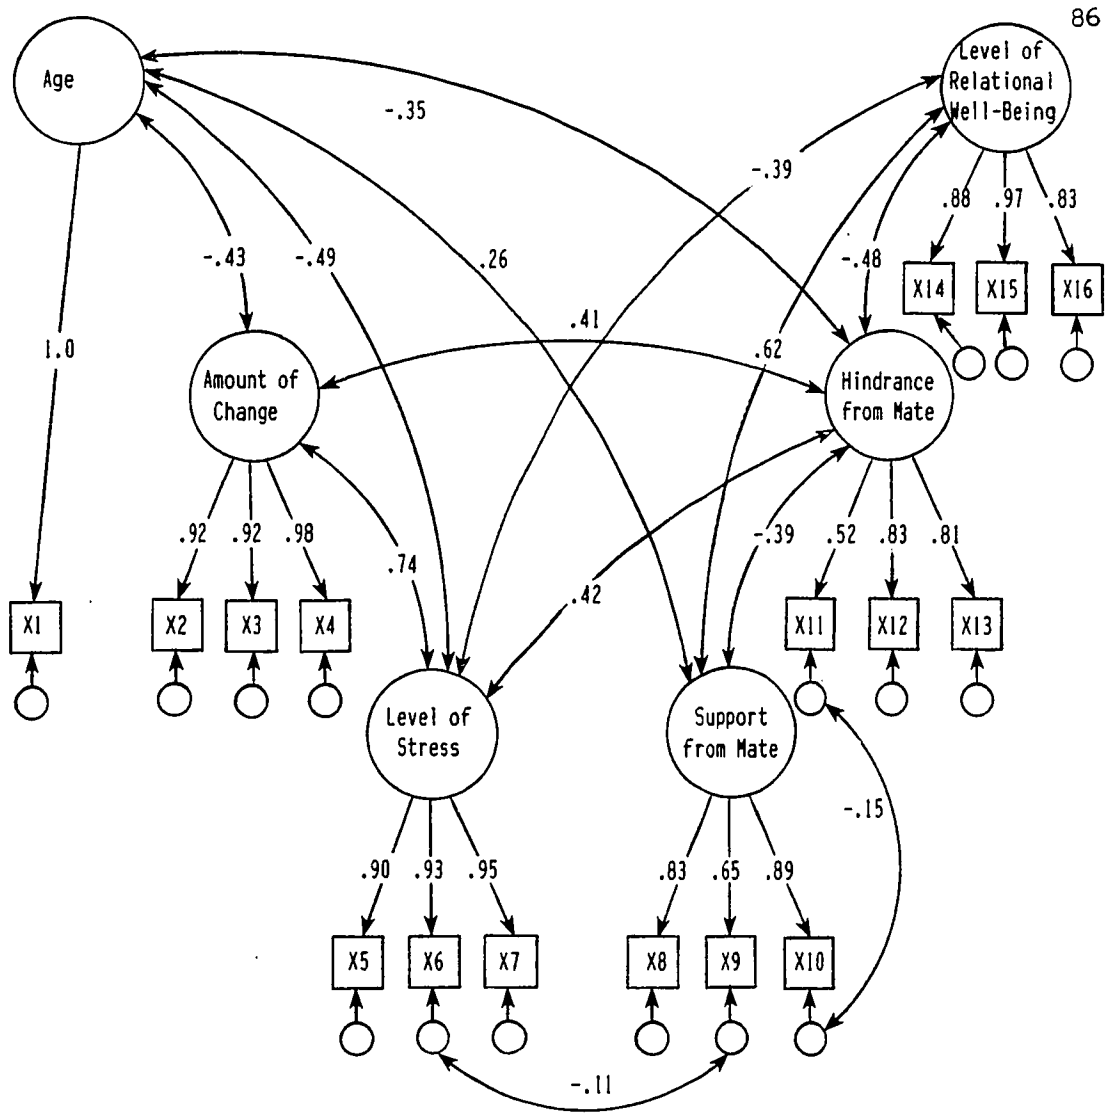 86
Age
Level of
Relational
Well-Being
-.35
-.39
.88
.97
.83
-.43
-.49
.26
-.48
X14
X15
X16
1.0
.41
.62
Amount of
Change
Hindrance
from Mate
.92
.92
.98
.74
-.39
.52
.83
.81
.42
X1
X2
X3
X4
X11
X12
X13
Level of
Stress
Support
from Mate
-.15
.90
.93
.95
.83
.65
.89
X5
X6
X7
X8
X9
X10
-.11